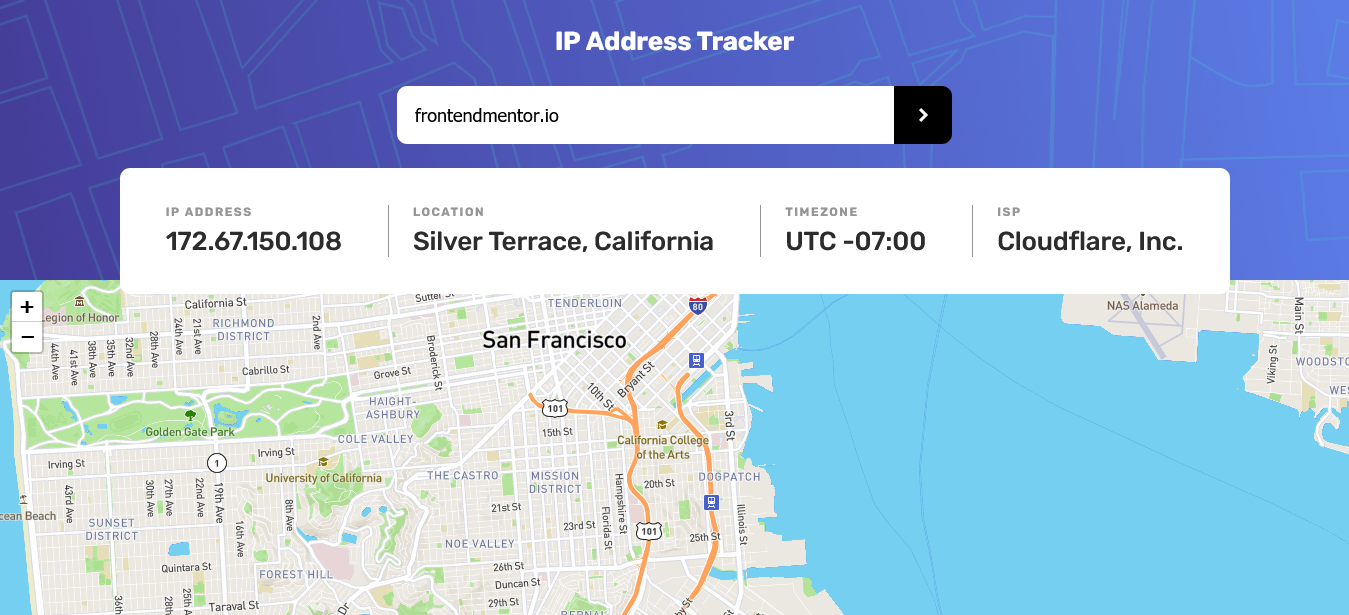 IP Address Tracker
frontendmentor.io
IP ADDRESS
172.67.150.108
LOCATION
Silver Terrace, California
TIMEZONE
UTC -07:00
ISP
Cloudflare, Inc.
+
−
Legion of Honor
California St
Sutter St
TENDERLOIN
80
NAS Alameda
Main St
44th Ave
41st Ave
38th Ave
35th Ave
32nd Ave
28th Ave
24th Ave
21st Ave
RICHMOND
DISTRICT
2nd Ave
San Francisco
Broderick St
Cabrillo St
Grove St
10th St
Bryant St
Viking St
HAIGHT-
ASHBURY
101
3rd St
Golden Gate Park
COLE VALLEY
15th St
California College
of the Arts
Irving St
1
Irving St
University of California
THE CASTRO
MISSION
DISTRICT
20th St
DOGPATCH
43rd Ave
30th Ave
27th Ave
22nd Ave
19th Ave
16th Ave
8th Ave
SUNSET
DISTRICT
21st St
23rd St
Florida St
Hampshire St
101
25th St
Illinois St
NOE VALLEY
Quintara St
FOREST HILL
26th St
Duncan St
29th St
36th
28th
25th
Taraval St
Dr